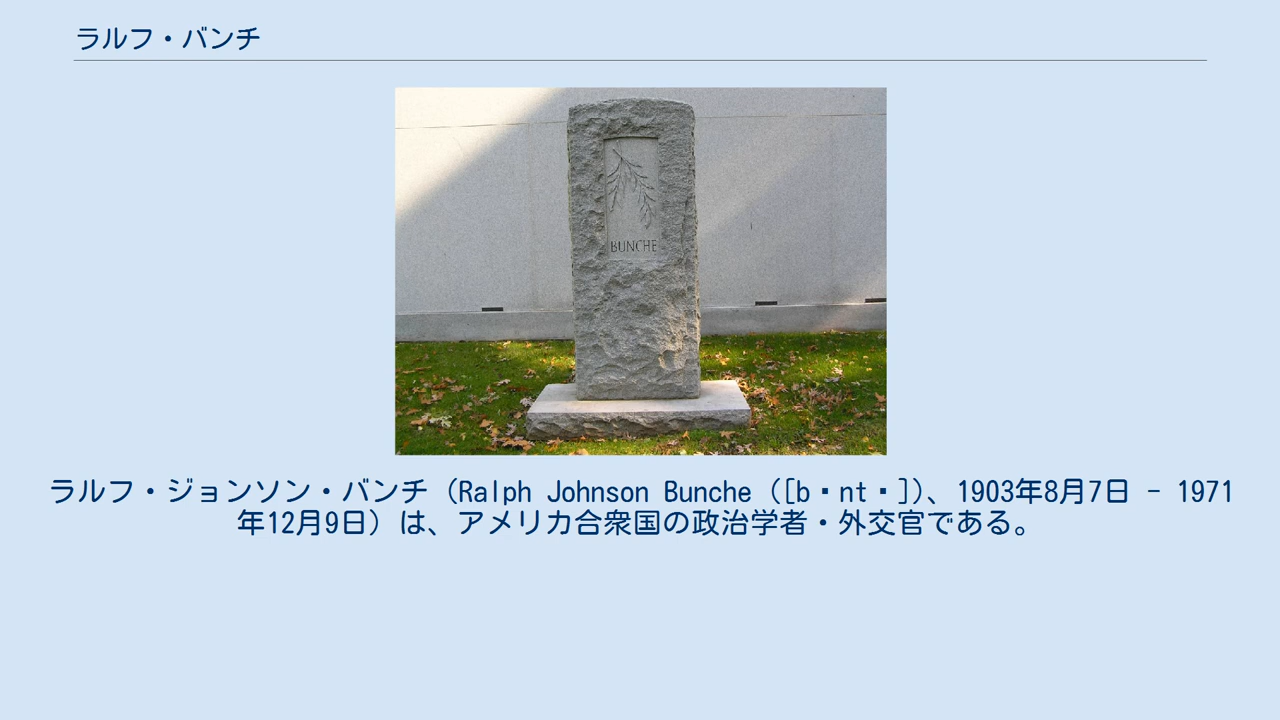 ラルフ・バンチ
BUNCHE
ラルフ・ジョンソン・バンチ（Ralph Johnson Bunche（[b▪nt▪]）、1903年8月7日 - 1971
年12月9日）は、アメリカ合衆国の政治学者・外交官である。